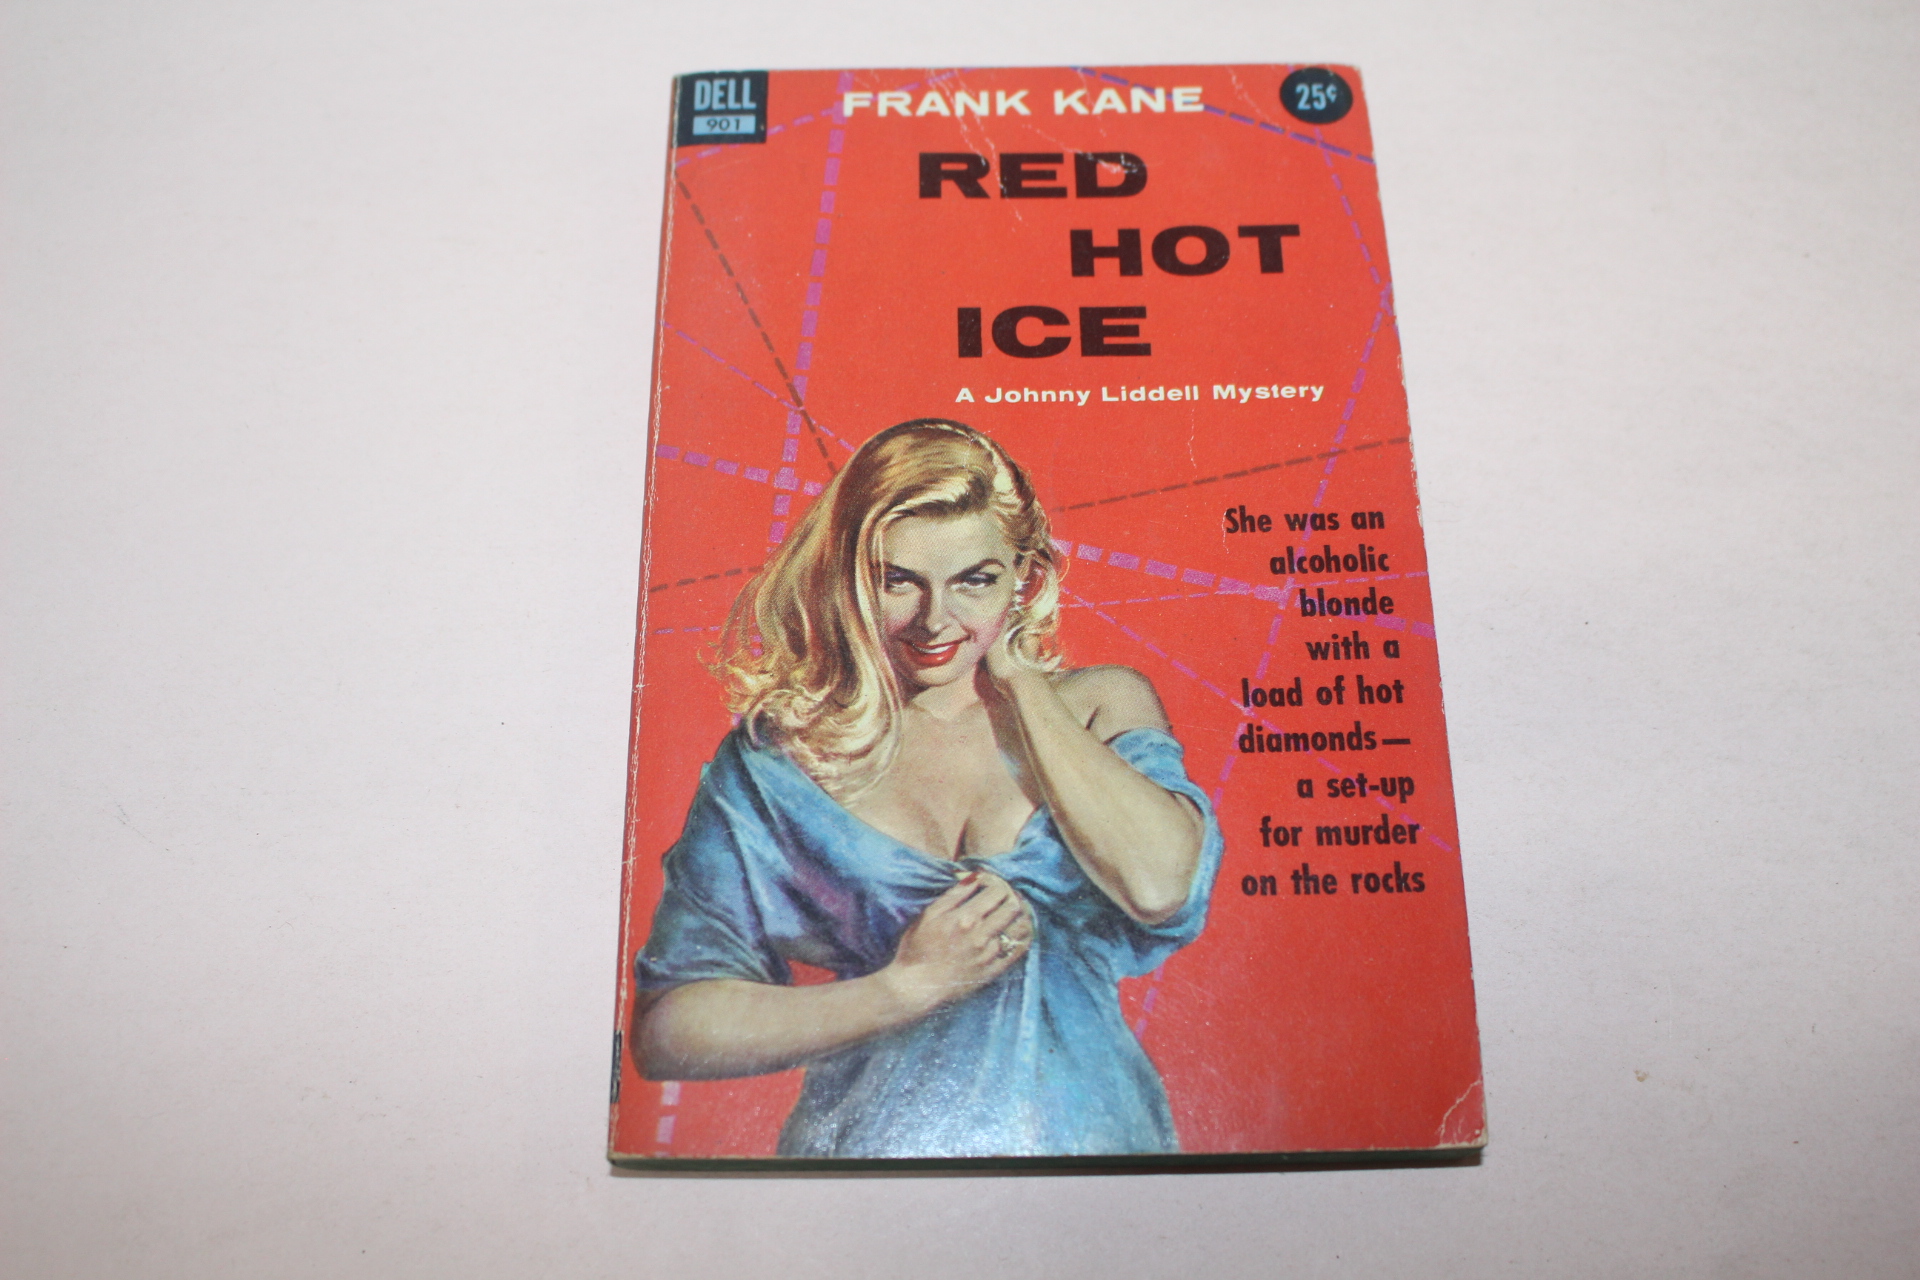 DELL
901
FRANK KANE
25¢
RED
HOT
ICE
A Johnny Liddell Mystery
She was an
alcoholic
blonde
with a
load of hot
diamonds—
a set-up
for murder
on the rocks